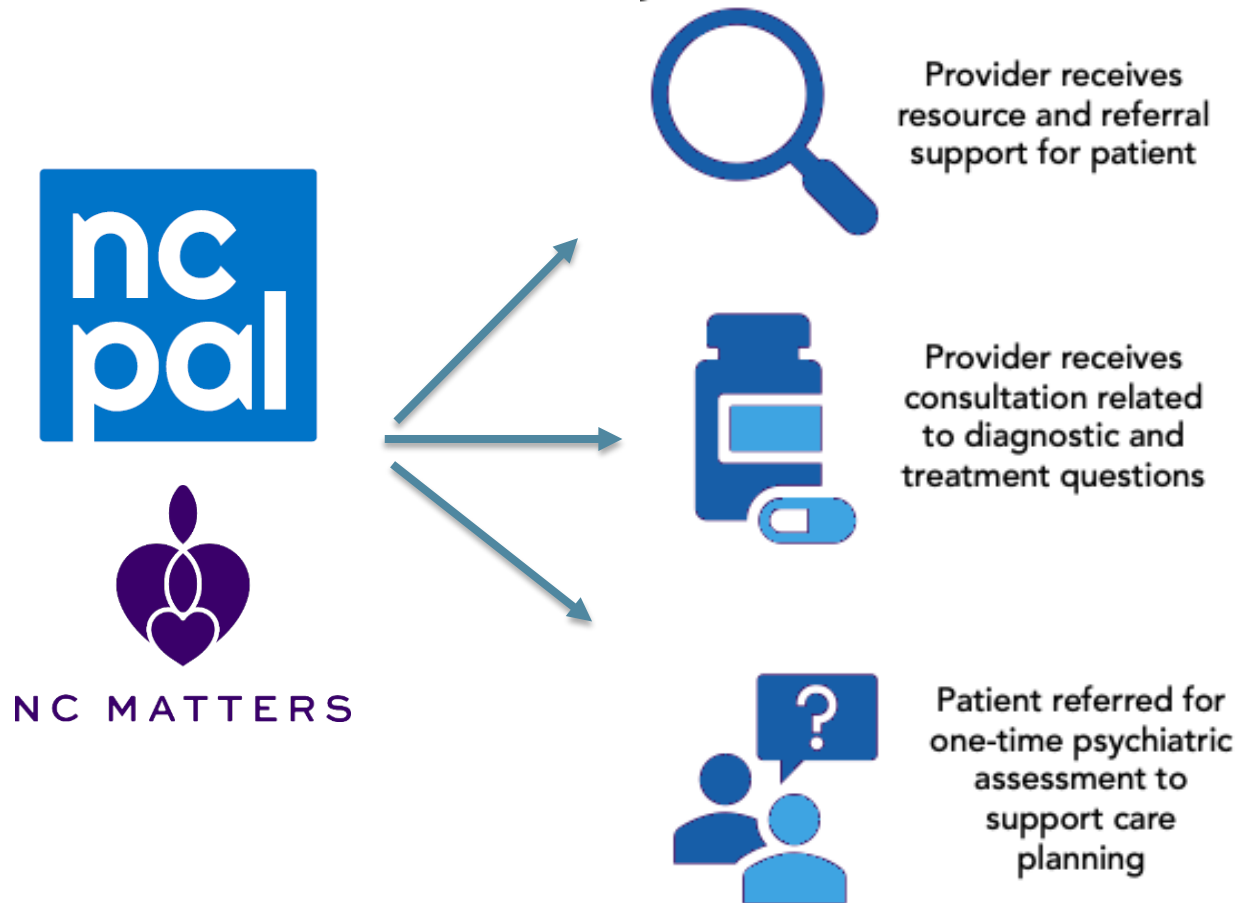 nc
pal
NC MATTERS
Provider receives
resource and referral
support for patient
Provider receives
consultation related
to diagnostic and
treatment questions
?
Patient referred for
one-time psychiatric
assessment to
support care
planning